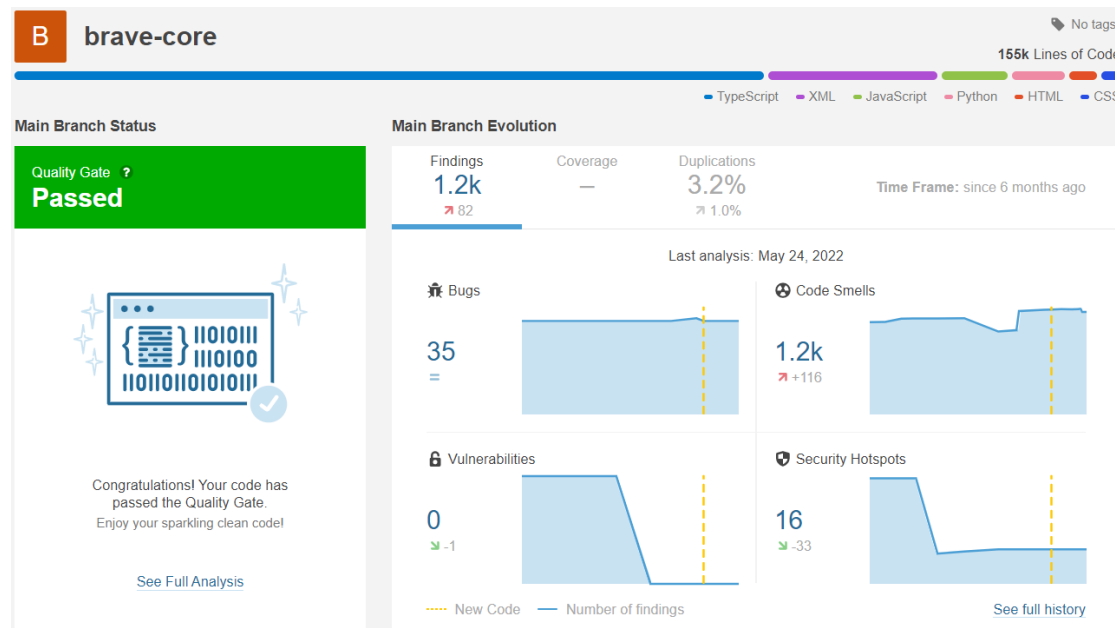 B brave-core
No tags
155k Lines of Code
TypeScript XML JavaScript Python HTML CSS
Main Branch Status
Quality Gate ?
Passed
{ } IIOIOIII
IIIOIOO
IIOIIOIIOIOIOIII
Congratulations! Your code has
passed the Quality Gate.
Enjoy your sparkling clean code!
See Full Analysis
Main Branch Evolution
Findings
1.2k
82
Coverage
—
Duplications
3.2%
1.0%
Time Frame: since 6 months ago
Last analysis: May 24, 2022
Bugs
35
=
Code Smells
1.2k
+116
Vulnerabilities
0
-1
Security Hotspots
16
-33
New Code Number of findings
See full history